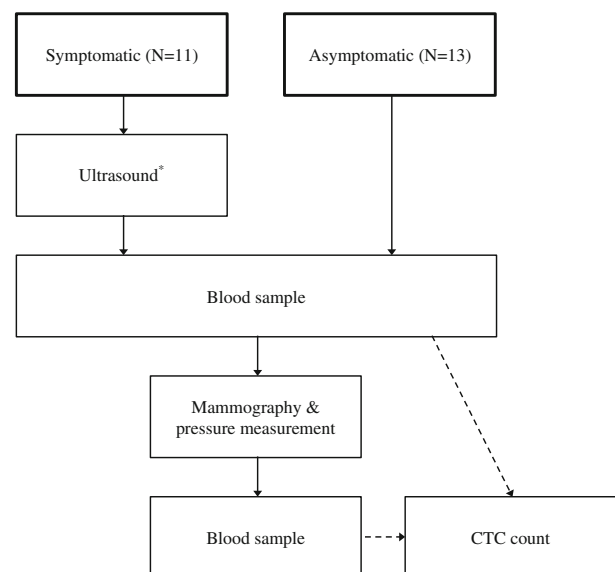 Symptomatic (N=11)
Asymptomatic (N=13)
Ultrasound*
Blood sample
Mammography &
pressure measurement
Blood sample
CTC count